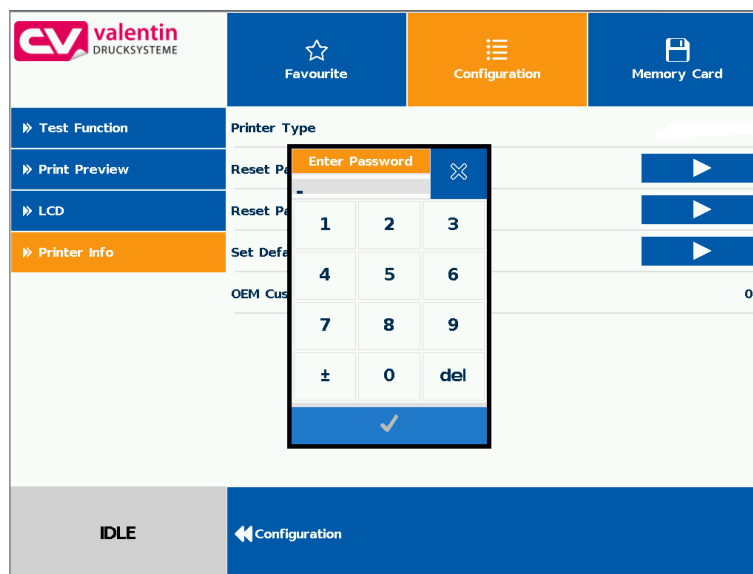 CV valentin
DRUCKSYSTEME
Favourite
Configuration
Memory Card
Test Function
Print Preview
LCD
Printer Info
Printer Type
Reset Pa
Reset Pa
Set Defa
OEM Cus
0
Enter Password
-
1 2 3
4 5 6
7 8 9
± 0 del
IDLE
Configuration